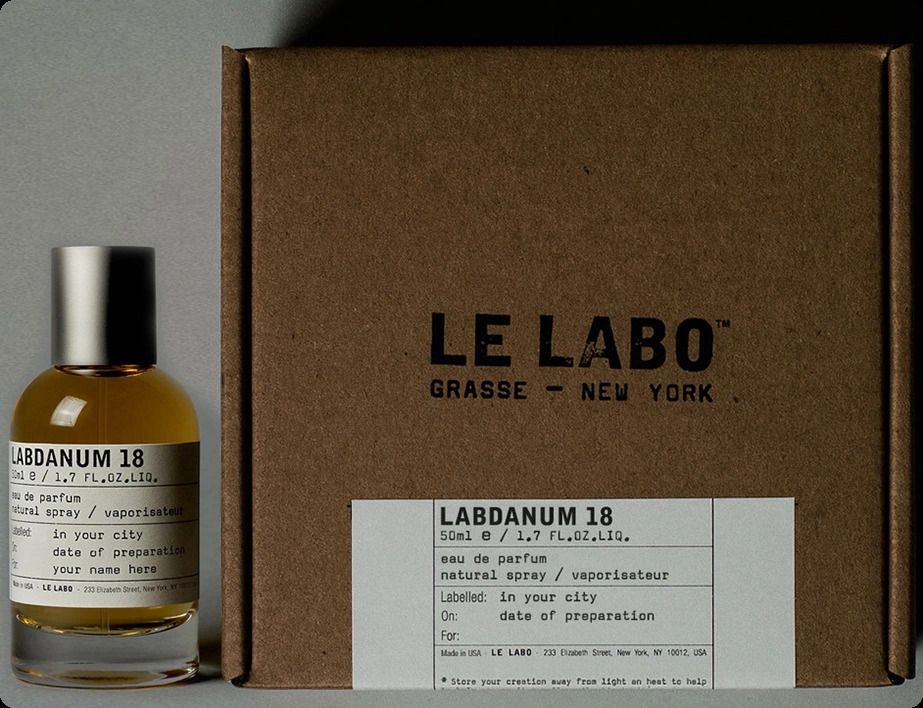 LE LABO™
GRASSE — NEW YORK
LABDANUM 18
50ml e / 1.7 FL.OZ.LIQ.
eau de parfum
natural spray / vaporisateur
Labelled: in your city
On: date of preparation
For: your name here
Made in USA · LE LABO · 233 Elizabeth Street, New York, NY
LABDANUM 18
50ml e / 1.7 FL.OZ.LIQ.
eau de parfum
natural spray / vaporisateur
Labelled: in your city
On: date of preparation
For:
Made in USA · LE LABO · 233 Elizabeth Street, New York, NY 10012, USA
* Store your creation away from light an heat to help